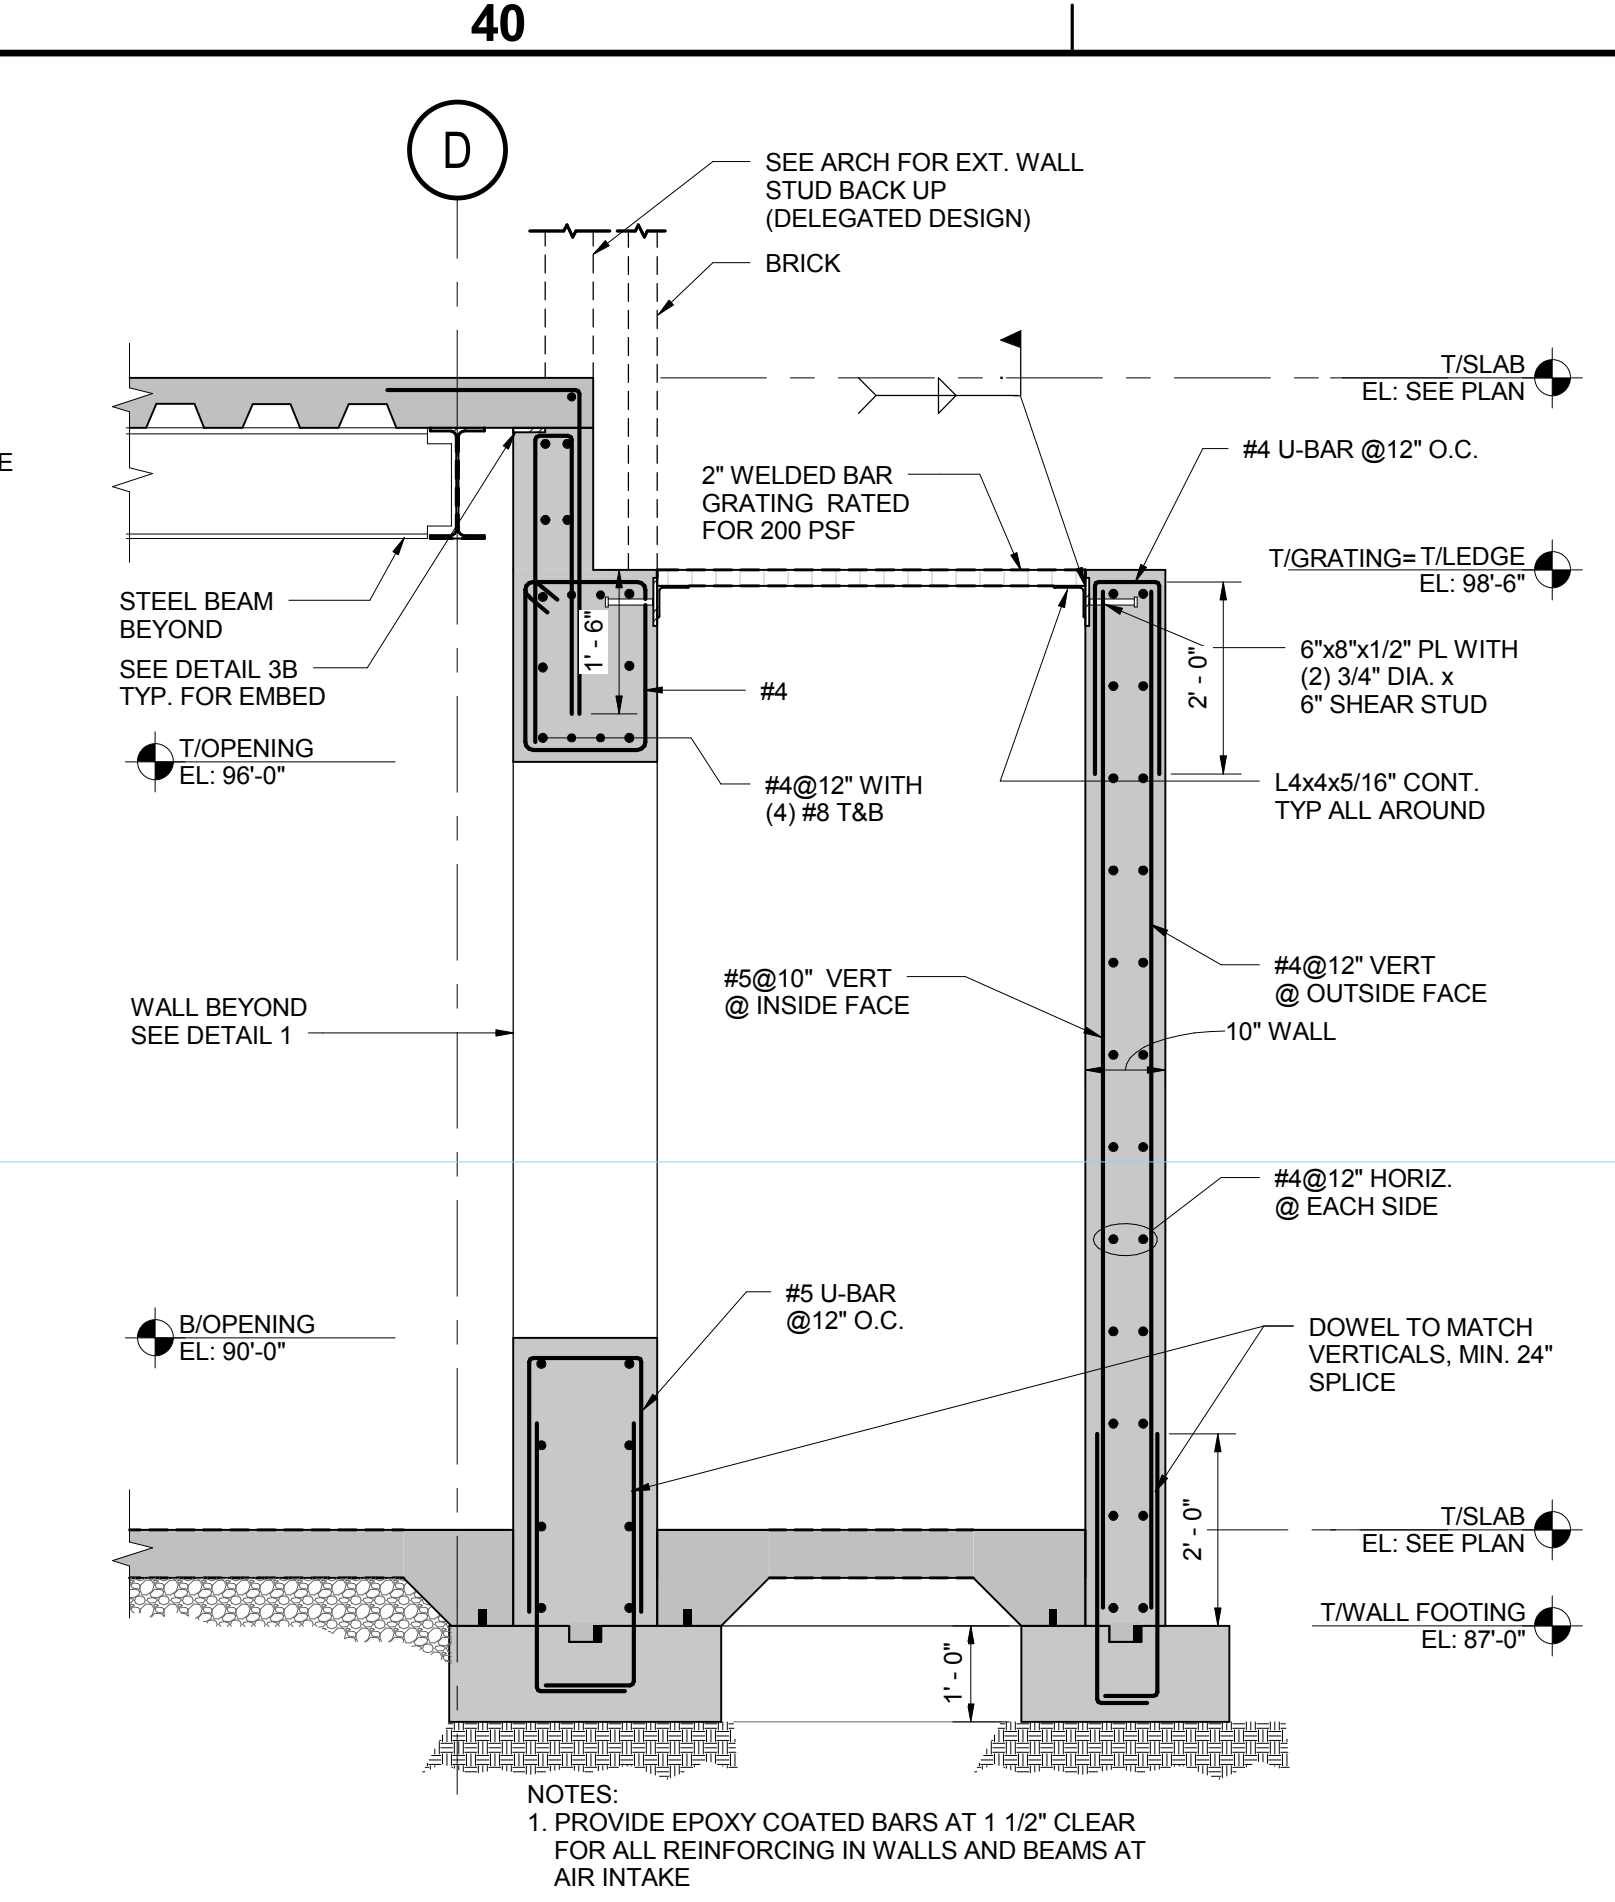 40
D
SEE ARCH FOR EXT. WALL
STUD BACK UP
(DELEGATED DESIGN)
BRICK
T/SLAB
EL: SEE PLAN
E
#4 U-BAR @12" O.C.
2" WELDED BAR
GRATING RATED
FOR 200 PSF
T/GRATING= T/LEDGE
EL: 98'-6"
STEEL BEAM
BEYOND
SEE DETAIL 3B
TYP. FOR EMBED
1' - 6"
2' - 0"
6"x8"x1/2" PL WITH
(2) 3/4" DIA. x
6" SHEAR STUD
#4
T/OPENING
EL: 96'-0"
#4@12" WITH
(4) #8 T&B
L4x4x5/16" CONT.
TYP ALL AROUND
#5@10" VERT
@ INSIDE FACE
#4@12" VERT
@ OUTSIDE FACE
WALL BEYOND
SEE DETAIL 1
10" WALL
#4@12" HORIZ.
@ EACH SIDE
#5 U-BAR
@12" O.C.
B/OPENING
EL: 90'-0"
DOWEL TO MATCH
VERTICALS, MIN. 24"
SPLICE
2' - 0"
T/SLAB
EL: SEE PLAN
T/WALL FOOTING
EL: 87'-0"
1' - 0"
NOTES:
1. PROVIDE EPOXY COATED BARS AT 1 1/2" CLEAR
FOR ALL REINFORCING IN WALLS AND BEAMS AT
AIR INTAKE